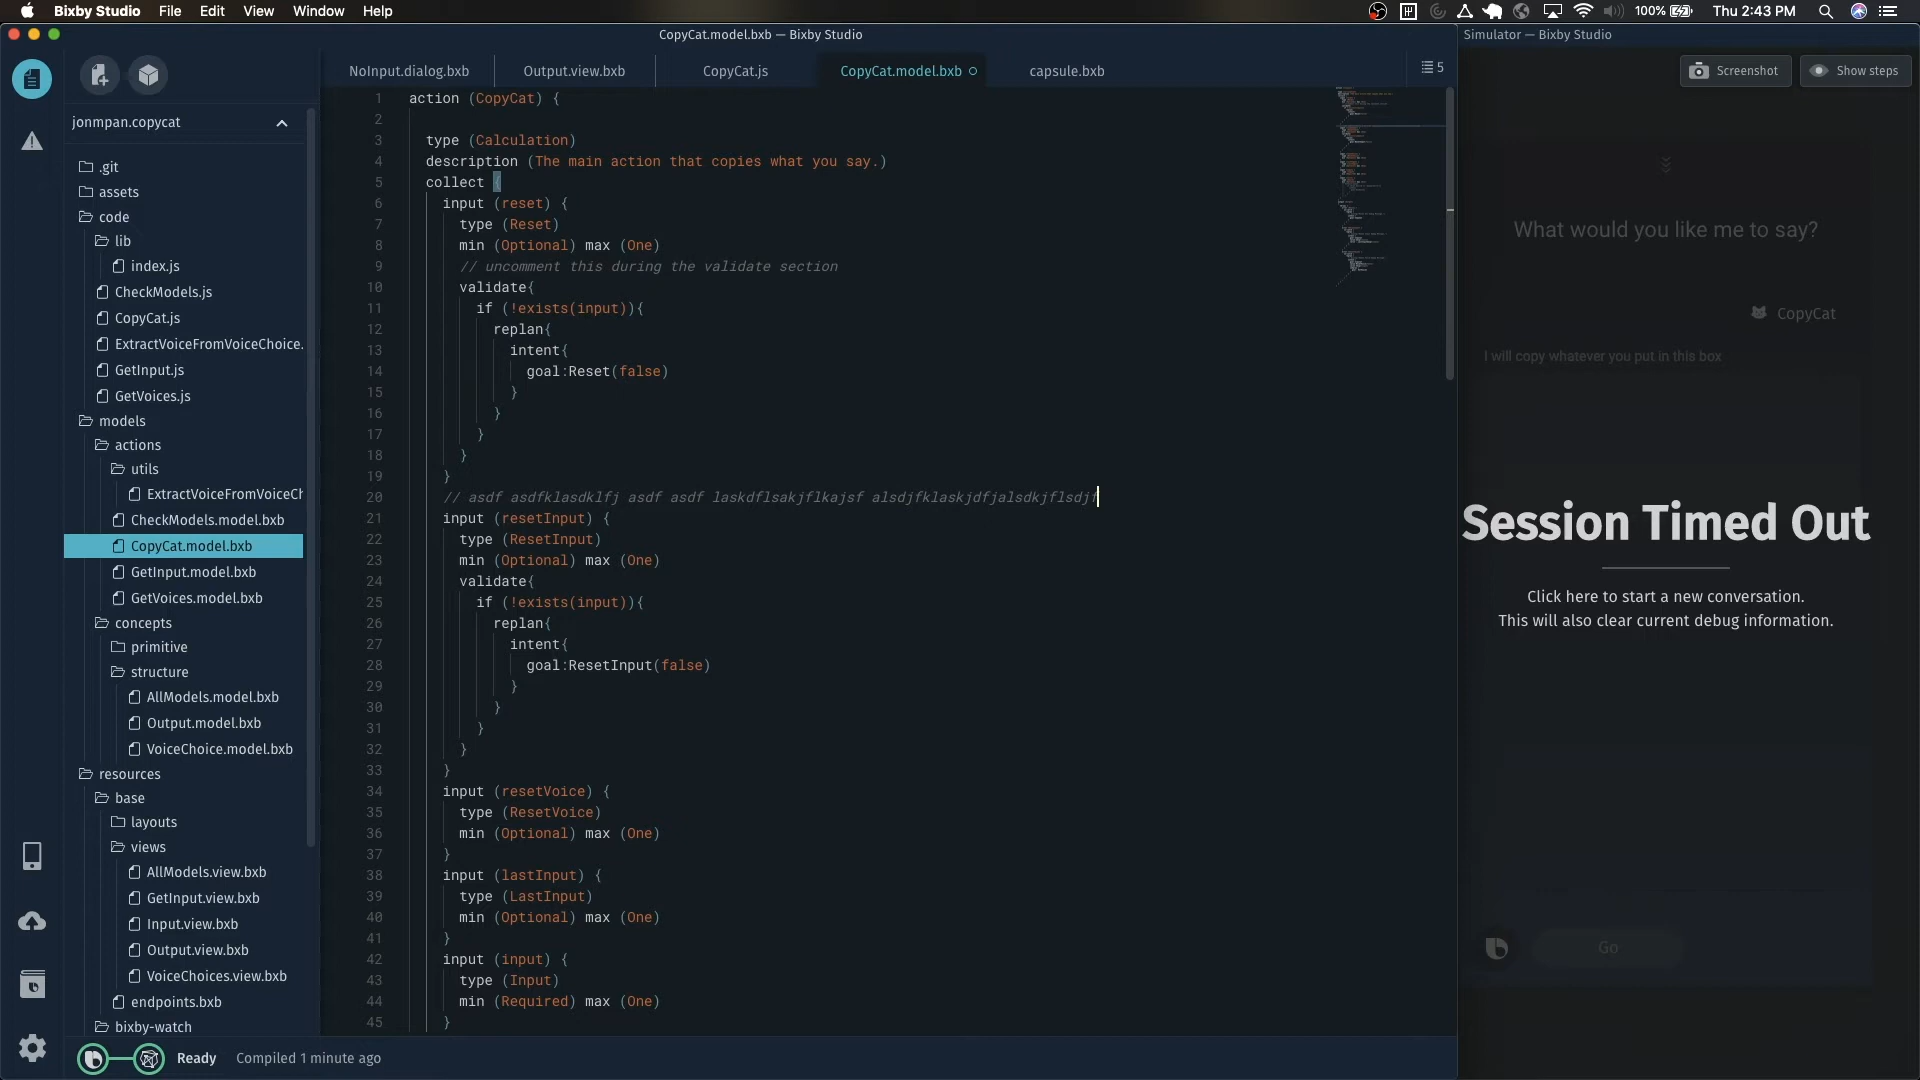 Bixby Studio File Edit View Window Help 100% Thu 2:43 PM
CopyCat.model.bxb — Bixby Studio
Simulator — Bixby Studio
NoInput.dialog.bxb Output.view.bxb CopyCat.js CopyCat.model.bxb capsule.bxb 5
Screenshot Show steps
jonmpan.copycat
.git
assets
code
lib
index.js
CheckModels.js
CopyCat.js
ExtractVoiceFromVoiceChoice.
GetInput.js
GetVoices.js
models
actions
utils
ExtractVoiceFromVoiceCh
CheckModels.model.bxb
CopyCat.model.bxb
GetInput.model.bxb
GetVoices.model.bxb
concepts
primitive
structure
AllModels.model.bxb
Output.model.bxb
VoiceChoice.model.bxb
resources
base
layouts
views
AllModels.view.bxb
GetInput.view.bxb
Input.view.bxb
Output.view.bxb
VoiceChoices.view.bxb
endpoints.bxb
bixby-watch
1 action (CopyCat) {
2
3 type (Calculation)
4 description (The main action that copies what you say.)
5 collect {
6 input (reset) {
7 type (Reset)
8 min (Optional) max (One)
9 // uncomment this during the validate section
10 validate{
11 if (!exists(input)){
12 replan{
13 intent{
14 goal:Reset(false)
15 }
16 }
17 }
18 }
19 }
20 // asdf asdfklasdklfj asdf asdf laskdflsakjflkajsf alsdjfklaskjdfjalsdkjflsdjf
21 input (resetInput) {
22 type (ResetInput)
23 min (Optional) max (One)
24 validate{
25 if (!exists(input)){
26 replan{
27 intent{
28 goal:ResetInput(false)
29 }
30 }
31 }
32 }
33 }
34 input (resetVoice) {
35 type (ResetVoice)
36 min (Optional) max (One)
37 }
38 input (lastInput) {
39 type (LastInput)
40 min (Optional) max (One)
41 }
42 input (input) {
43 type (Input)
44 min (Required) max (One)
45 }
What would you like me to say?
CopyCat
I will copy whatever you put in this box
Session Timed Out
Click here to start a new conversation.
This will also clear current debug information.
Go
Ready Compiled 1 minute ago